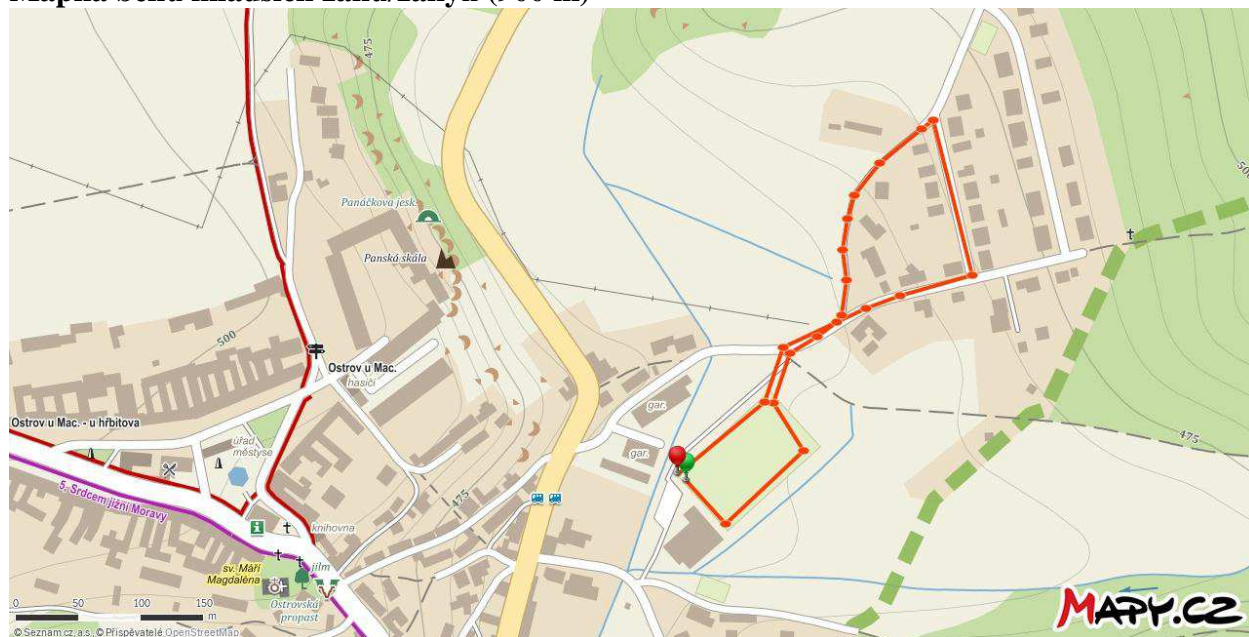 475
Panáčkova jesk.
Panská skála
500
500
Ostrov u Mac.
hasiči
gar.
gar.
Ostrov u Mac. - u hřbitova
úřad
městyse
475
475
5. Srdcem jižní Moravy
knihovna
jilm
sv. Máří
Magdaléna
Ostrovská
propast
0 50 100 150
m
© Seznam.cz, a.s., © Přispěvatelé OpenStreetMap
MAPY.CZ